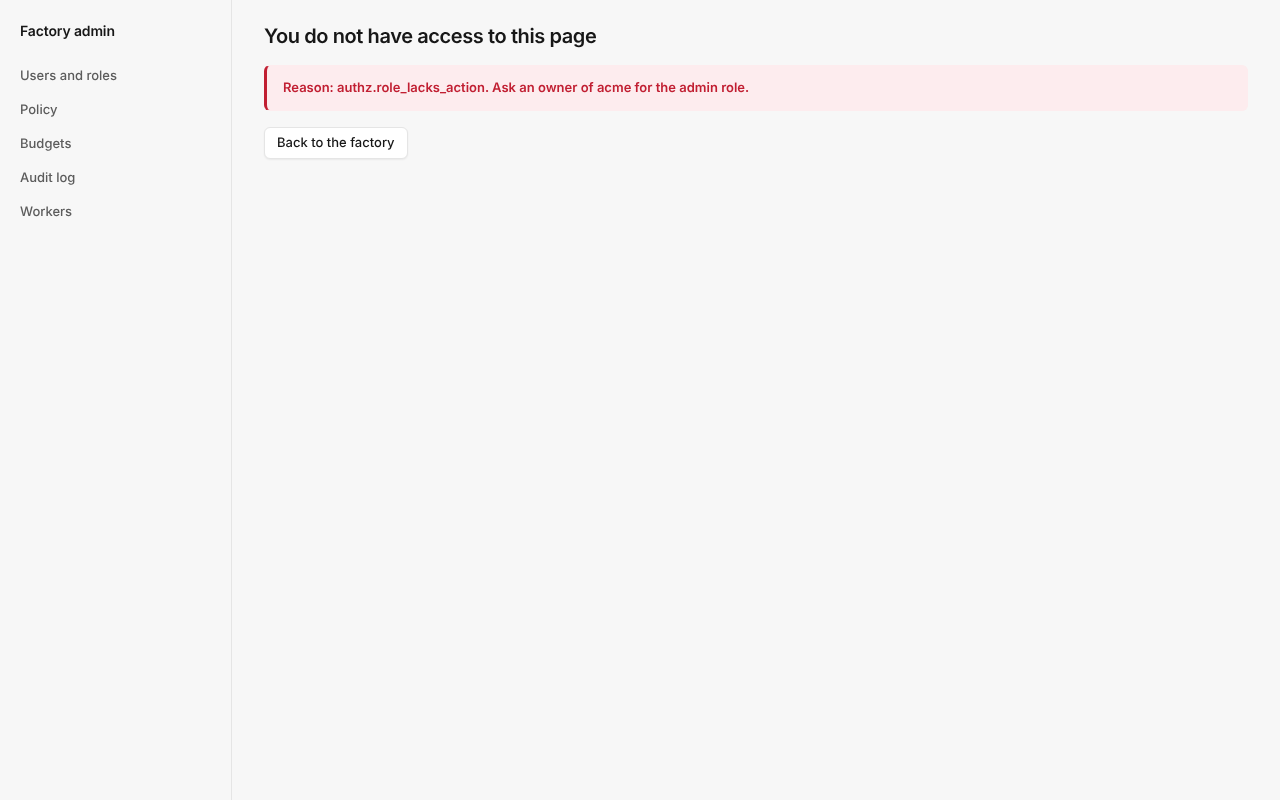 Factory admin
Users and roles
Policy
Budgets
Audit log
Workers
You do not have access to this page
Reason: authz.role_lacks_action. Ask an owner of acme for the admin role.
Back to the factory